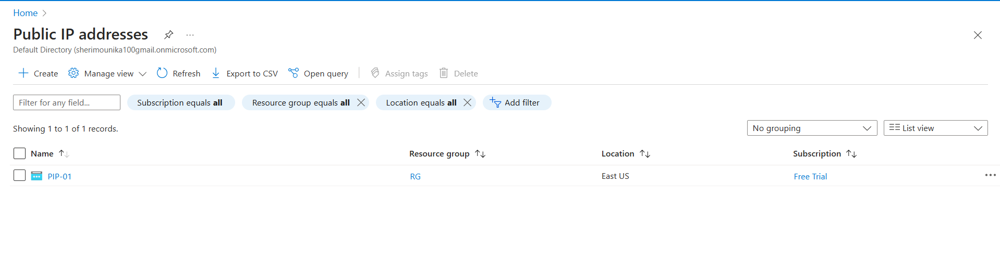 Home
Public IP addresses ...
Default Directory (sherimounika100gmail.onmicrosoft.com)
Create Manage view Refresh Export to CSV Open query Assign tags Delete
Filter for any field... Subscription equals all Resource group equals all Location equals all Add filter
Showing 1 to 1 of 1 records. No grouping List view
Name Resource group Location Subscription
PIP-01 RG East US Free Trial